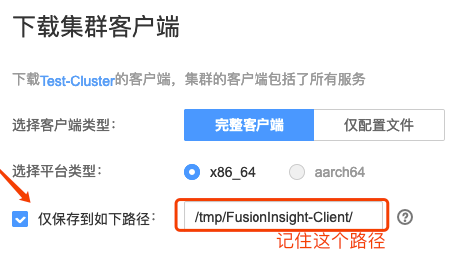 下载集群客户端
下载Test-Cluster的客户端，集群的客户端包括了所有服务
选择客户端类型： 完整客户端 仅配置文件
选择平台类型： x86_64 aarch64
仅保存到如下路径： /tmp/FusionInsight-Client/ ?
记住这个路径